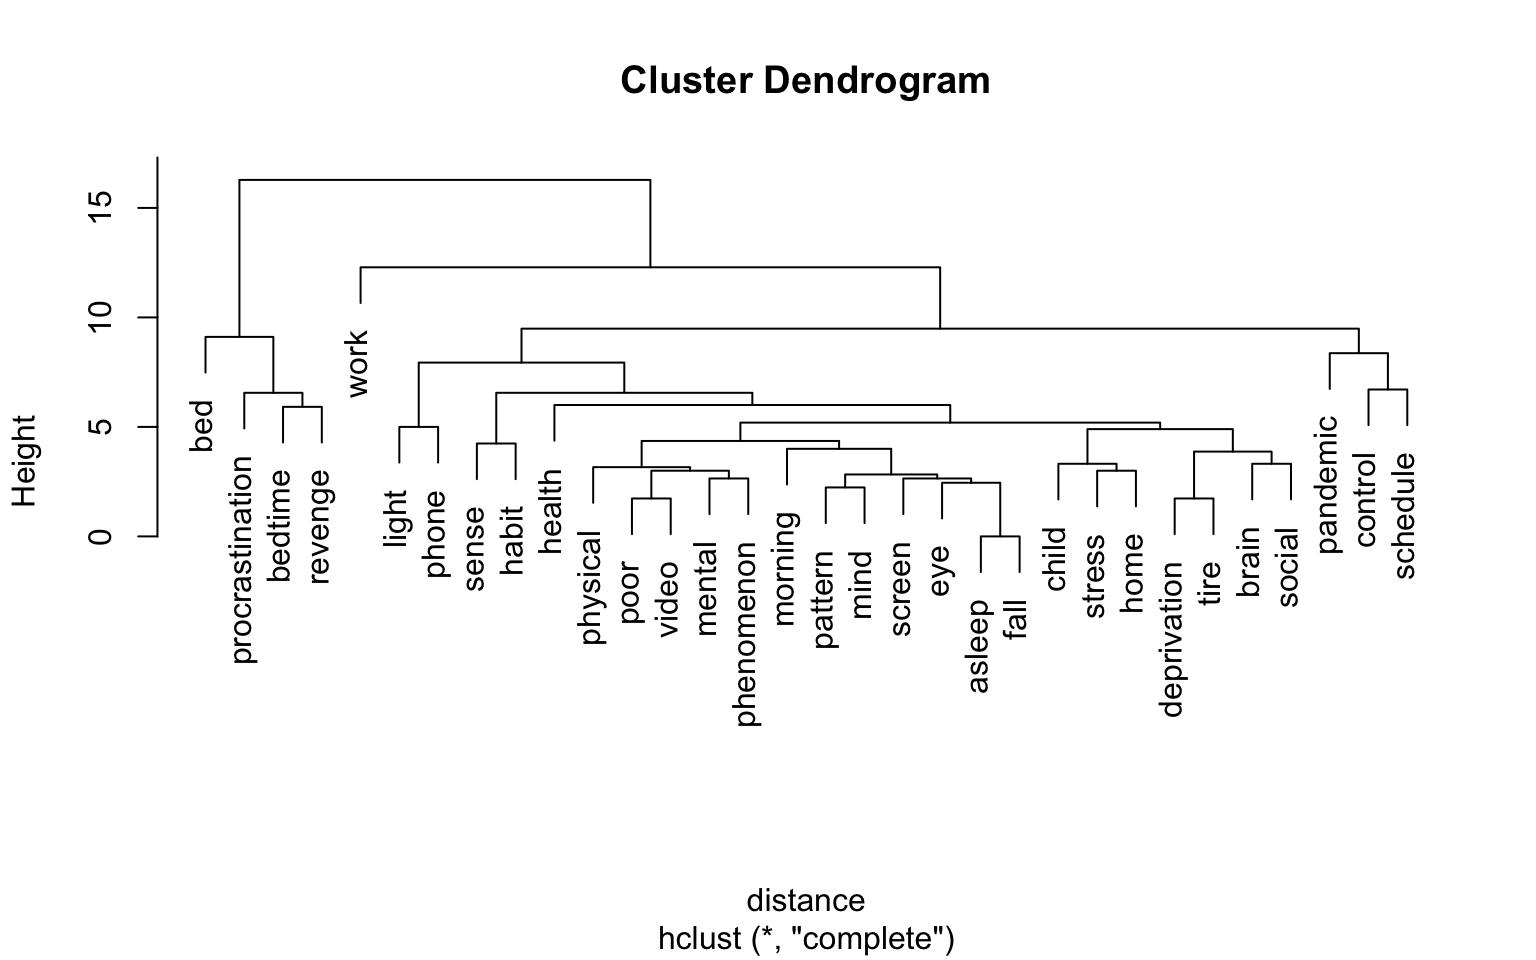 Cluster Dendrogram
Height
0
5
10
15
bed
procrastination
bedtime
revenge
work
light
phone
sense
habit
health
physical
poor
video
mental
phenomenon
morning
pattern
mind
screen
eye
asleep
fall
child
stress
home
deprivation
tire
brain
social
pandemic
control
schedule
distance
hclust (*, "complete")